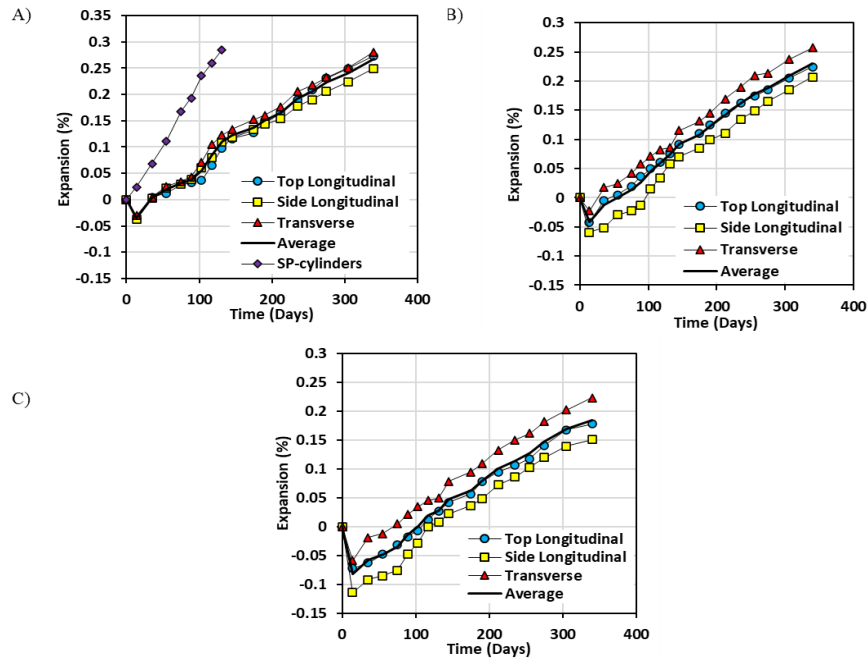 A)
0.35
0.3
0.25
0.2
0.15
0.1
0.05
0
-0.05
-0.1
-0.15
Expansion (%)
0 100 200 300 400
Time (Days)
Top Longitudinal
Side Longitudinal
Transverse
Average
SP-cylinders
B)
0.3
0.25
0.2
0.15
0.1
0.05
0
-0.05
-0.1
-0.15
Expansion (%)
0 100 200 300 400
Time (Days)
Top Longitudinal
Side Longitudinal
Transverse
Average
C)
0.3
0.25
0.2
0.15
0.1
0.05
0
-0.05
-0.1
-0.15
Expansion (%)
0 100 200 300 400
Time (Days)
Top Longitudinal
Side Longitudinal
Transverse
Average